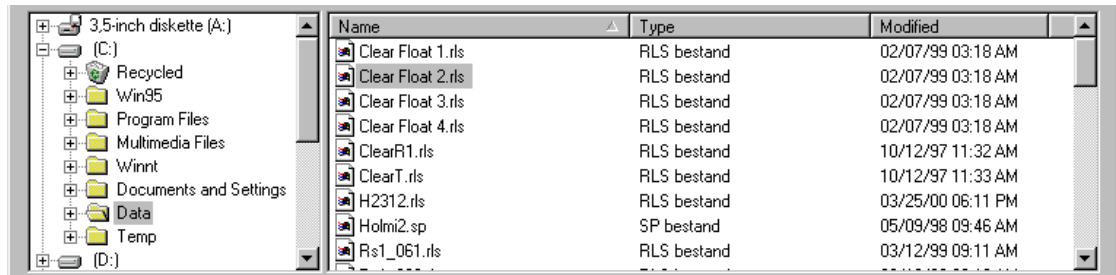 3,5-inch diskette (A:)
(C:)
Recycled
Win95
Program Files
Multimedia Files
Winnt
Documents and Settings
Data
Temp
(D:)
Name Type Modified
Clear Float 1.rls RLS bestand 02/07/99 03:18 AM
Clear Float 2.rls RLS bestand 02/07/99 03:18 AM
Clear Float 3.rls RLS bestand 02/07/99 03:18 AM
Clear Float 4.rls RLS bestand 02/07/99 03:18 AM
ClearR1.rls RLS bestand 10/12/97 11:32 AM
ClearT.rls RLS bestand 10/12/97 11:33 AM
H2312.rls RLS bestand 03/25/00 06:11 PM
Holmi2.sp SP bestand 05/09/98 09:46 AM
Rs1_061.rls RLS bestand 03/12/99 09:11 AM